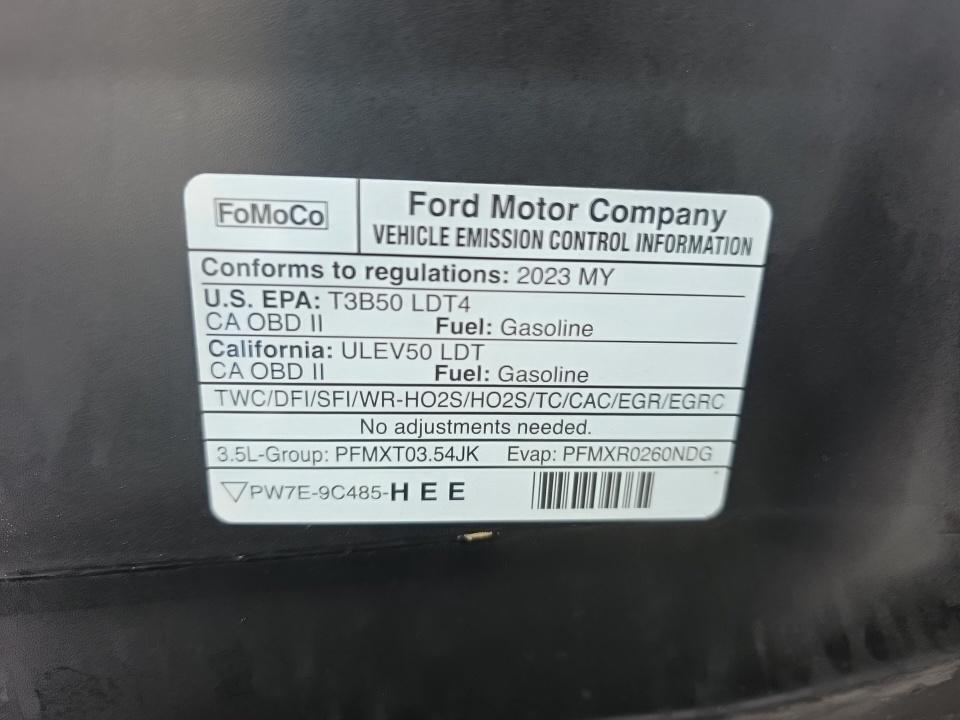 FoMoCo
Ford Motor Company
VEHICLE EMISSION CONTROL INFORMATION
Conforms to regulations: 2023 MY
U.S. EPA: T3B50 LDT4
CA OBD II Fuel: Gasoline
California: ULEV50 LDT
CA OBD II Fuel: Gasoline
TWC/DFI/SFI/WR-HO2S/HO2S/TC/CAC/EGR/EGRC
No adjustments needed.
3.5L-Group: PFMXT03.54JK Evap: PFMXR0260NDG
PW7E-9C485-HEE